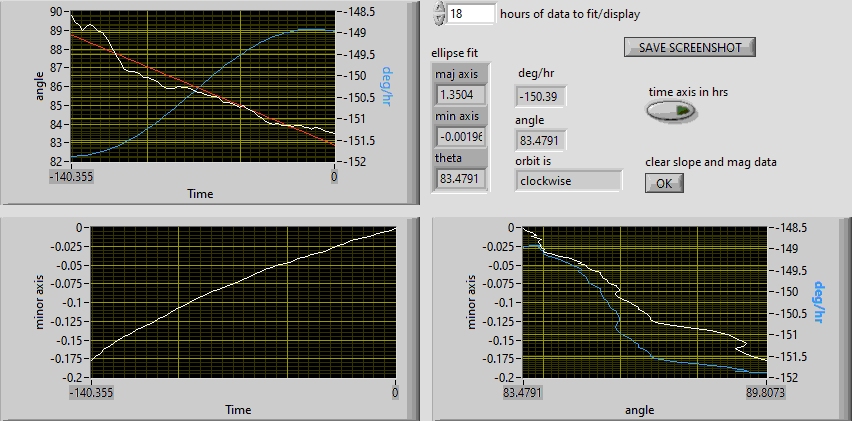 90
89
88
87
86
85
84
83
82
angle
-148.5
-149
-149.5
-150
-150.5
-151
-151.5
-152
deg/hr
-140.355
0
Time
18
hours of data to fit/display
SAVE SCREENSHOT
ellipse fit
maj axis
1.3504
min axis
-0.00196
theta
83.4791
deg/hr
-150.39
angle
83.4791
orbit is
clockwise
time axis in hrs
clear slope and mag data
OK
0
-0.025
-0.05
-0.075
-0.1
-0.125
-0.15
-0.175
-0.2
minor axis
-140.355
0
Time
0
-0.025
-0.05
-0.075
-0.1
-0.125
-0.15
-0.175
-0.2
minor axis
-148.5
-149
-149.5
-150
-150.5
-151
-151.5
-152
deg/hr
83.4791
89.8073
angle